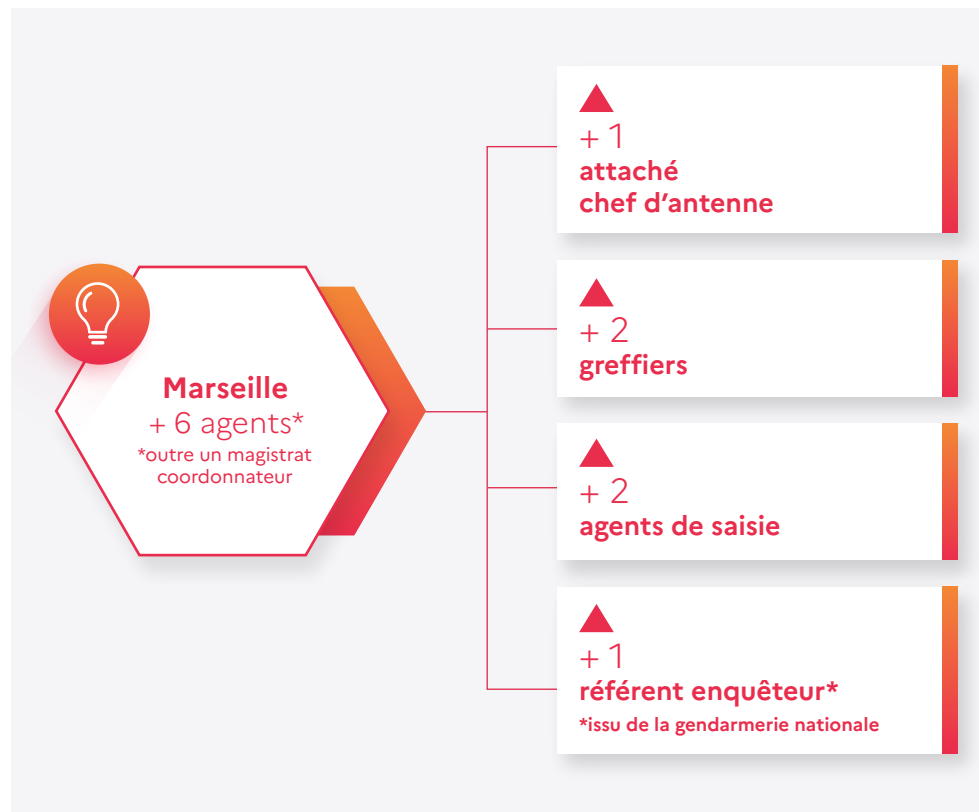 Marseille
+ 6 agents*
*outre un magistrat
coordonnateur
+ 1
attaché
chef d’antenne
+ 2
greffiers
+ 2
agents de saisie
+ 1
référent enquêteur*
*issu de la gendarmerie nationale